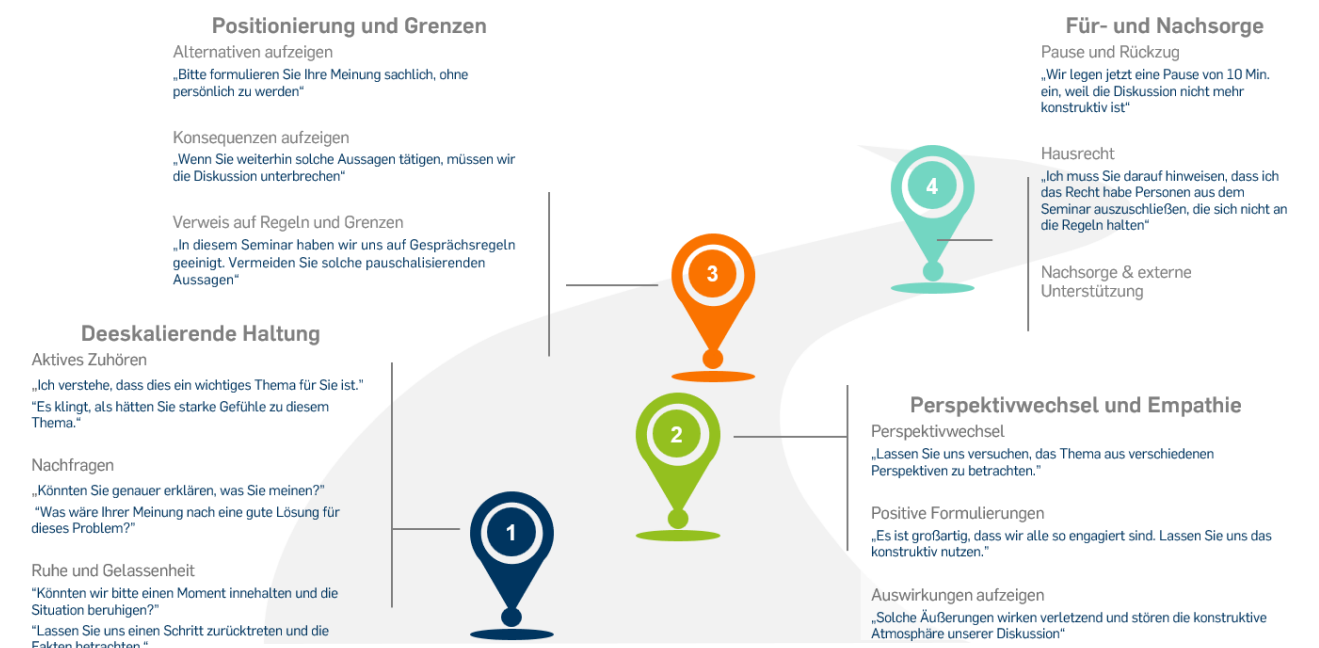 Positionierung und Grenzen
Alternativen aufzeigen
„Bitte formulieren Sie Ihre Meinung sachlich, ohne
persönlich zu werden“
Konsequenzen aufzeigen
„Wenn Sie weiterhin solche Aussagen tätigen, müssen wir
die Diskussion unterbrechen“
Verweis auf Regeln und Grenzen
„In diesem Seminar haben wir uns auf Gesprächsregeln
geeinigt. Vermeiden Sie solche pauschalisierenden
Aussagen“
Für- und Nachsorge
Pause und Rückzug
„Wir legen jetzt eine Pause von 10 Min.
ein, weil die Diskussion nicht mehr
konstruktiv ist“
Hausrecht
„Ich muss Sie darauf hinweisen, dass ich
das Recht habe Personen aus dem
Seminar auszuschließen, die sich nicht an
die Regeln halten“
Nachsorge & externe
Unterstützung
4
3
Deeskalierende Haltung
Aktives Zuhören
„Ich verstehe, dass dies ein wichtiges Thema für Sie ist.”
“Es klingt, als hätten Sie starke Gefühle zu diesem
Thema.“
Nachfragen
„Könnten Sie genauer erklären, was Sie meinen?”
“Was wäre Ihrer Meinung nach eine gute Lösung für
dieses Problem?”
Ruhe und Gelassenheit
“Könnten wir bitte einen Moment innehalten und die
Situation beruhigen?”
“Lassen Sie uns einen Schritt zurücktreten und die
Fakten betrachten.“
2
1
Perspektivwechsel und Empathie
Perspektivwechsel
„Lassen Sie uns versuchen, das Thema aus verschiedenen
Perspektiven zu betrachten.”
Positive Formulierungen
„Es ist großartig, dass wir alle so engagiert sind. Lassen Sie uns das
konstruktiv nutzen.”
Auswirkungen aufzeigen
„Solche Äußerungen wirken verletzend und stören die konstruktive
Atmosphäre unserer Diskussion“